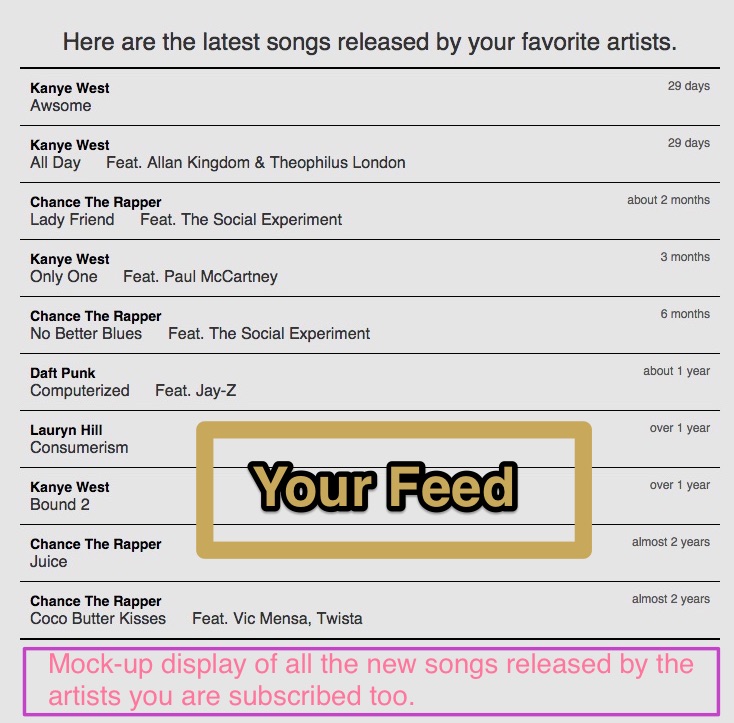 Here are the latest songs released by your favorite artists.
Kanye West 29 days
Awsome
Kanye West 29 days
All Day Feat. Allan Kingdom & Theophilus London
Chance The Rapper about 2 months
Lady Friend Feat. The Social Experiment
Kanye West 3 months
Only One Feat. Paul McCartney
Chance The Rapper 6 months
No Better Blues Feat. The Social Experiment
Daft Punk about 1 year
Computerized Feat. Jay-Z
Lauryn Hill over 1 year
Consumerism
Kanye West over 1 year
Bound 2
Your Feed
Chance The Rapper almost 2 years
Juice
Chance The Rapper almost 2 years
Coco Butter Kisses Feat. Vic Mensa, Twista
Mock-up display of all the new songs released by the
artists you are subscribed too.